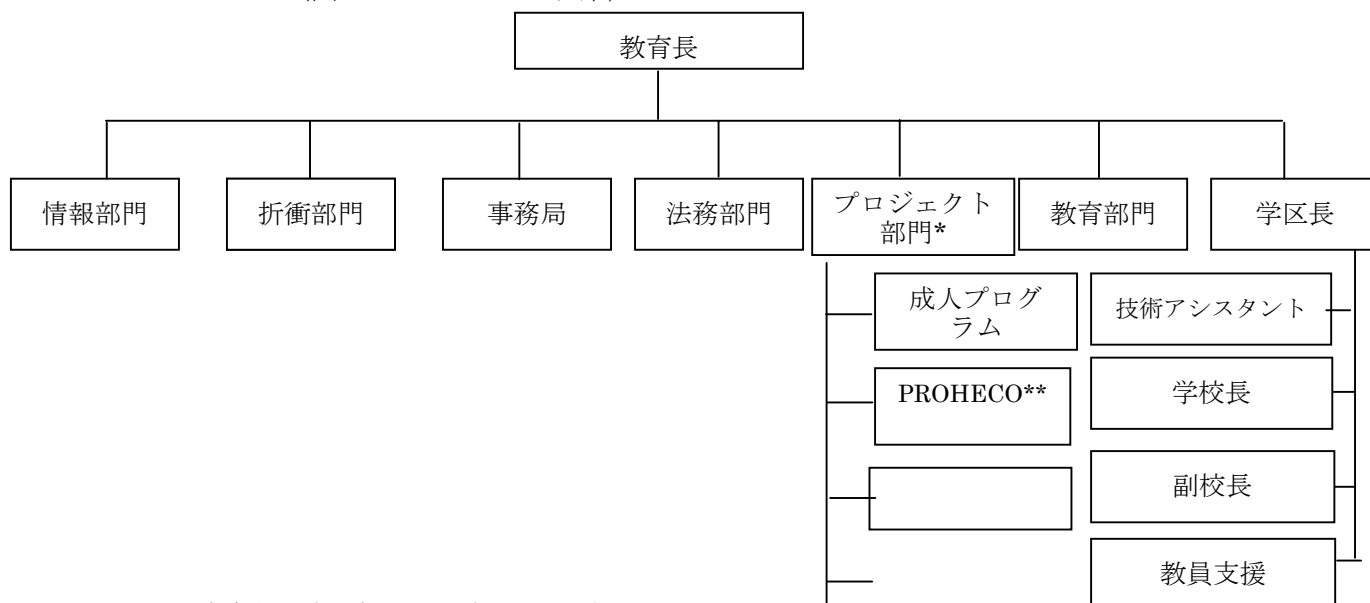 教育長
情報部門
折衝部門
事務局
法務部門
プロジェクト
部門*
教育部門
学区長
成人プログ
ラム
技術アシスタント
PROHECO**
学校長
副校長
教員支援